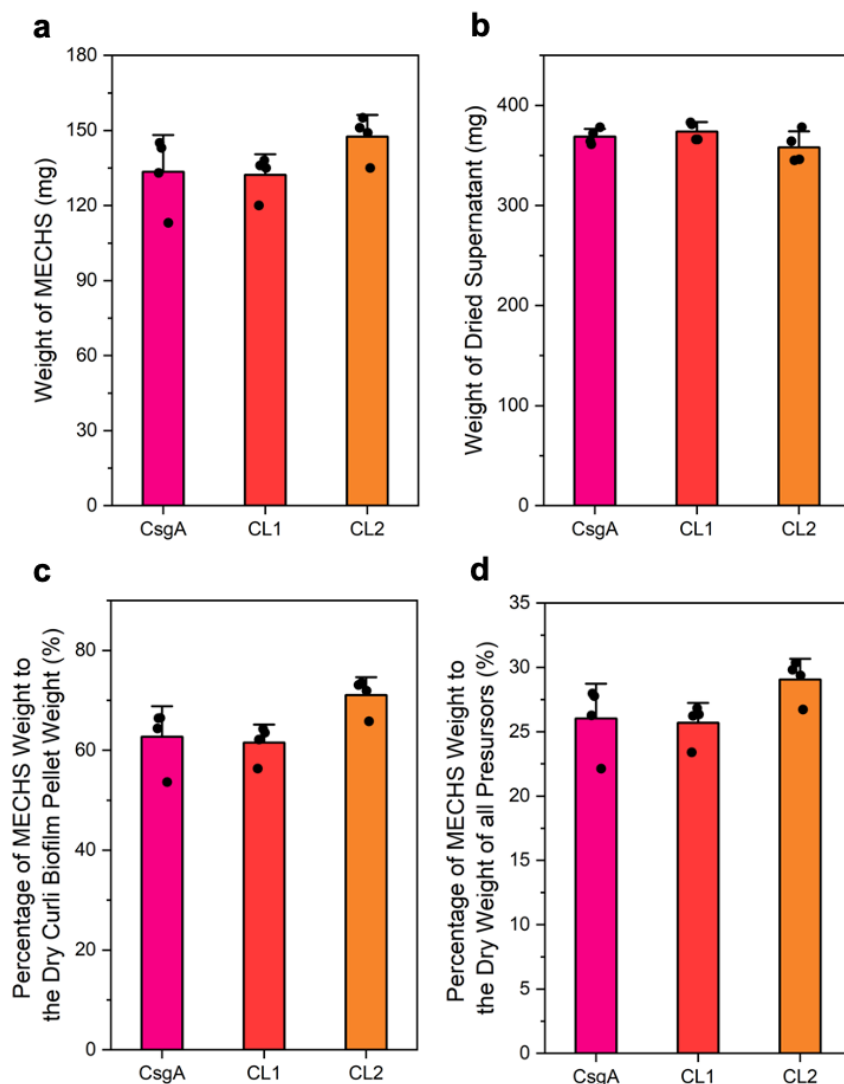 a
180
150
120
90
60
30
0
Weight of MECHS (mg)
CsgA CL1 CL2
b
400
300
200
100
0
Weight of Dried Supernatant (mg)
CsgA CL1 CL2
c
80
60
40
20
0
Percentage of MECHS Weight to
the Dry Curli Biofilm Pellet Weight (%)
CsgA CL1 CL2
d
35
30
25
20
15
10
5
0
Percentage of MECHS Weight to
the Dry Weight of all Presursors (%)
CsgA CL1 CL2